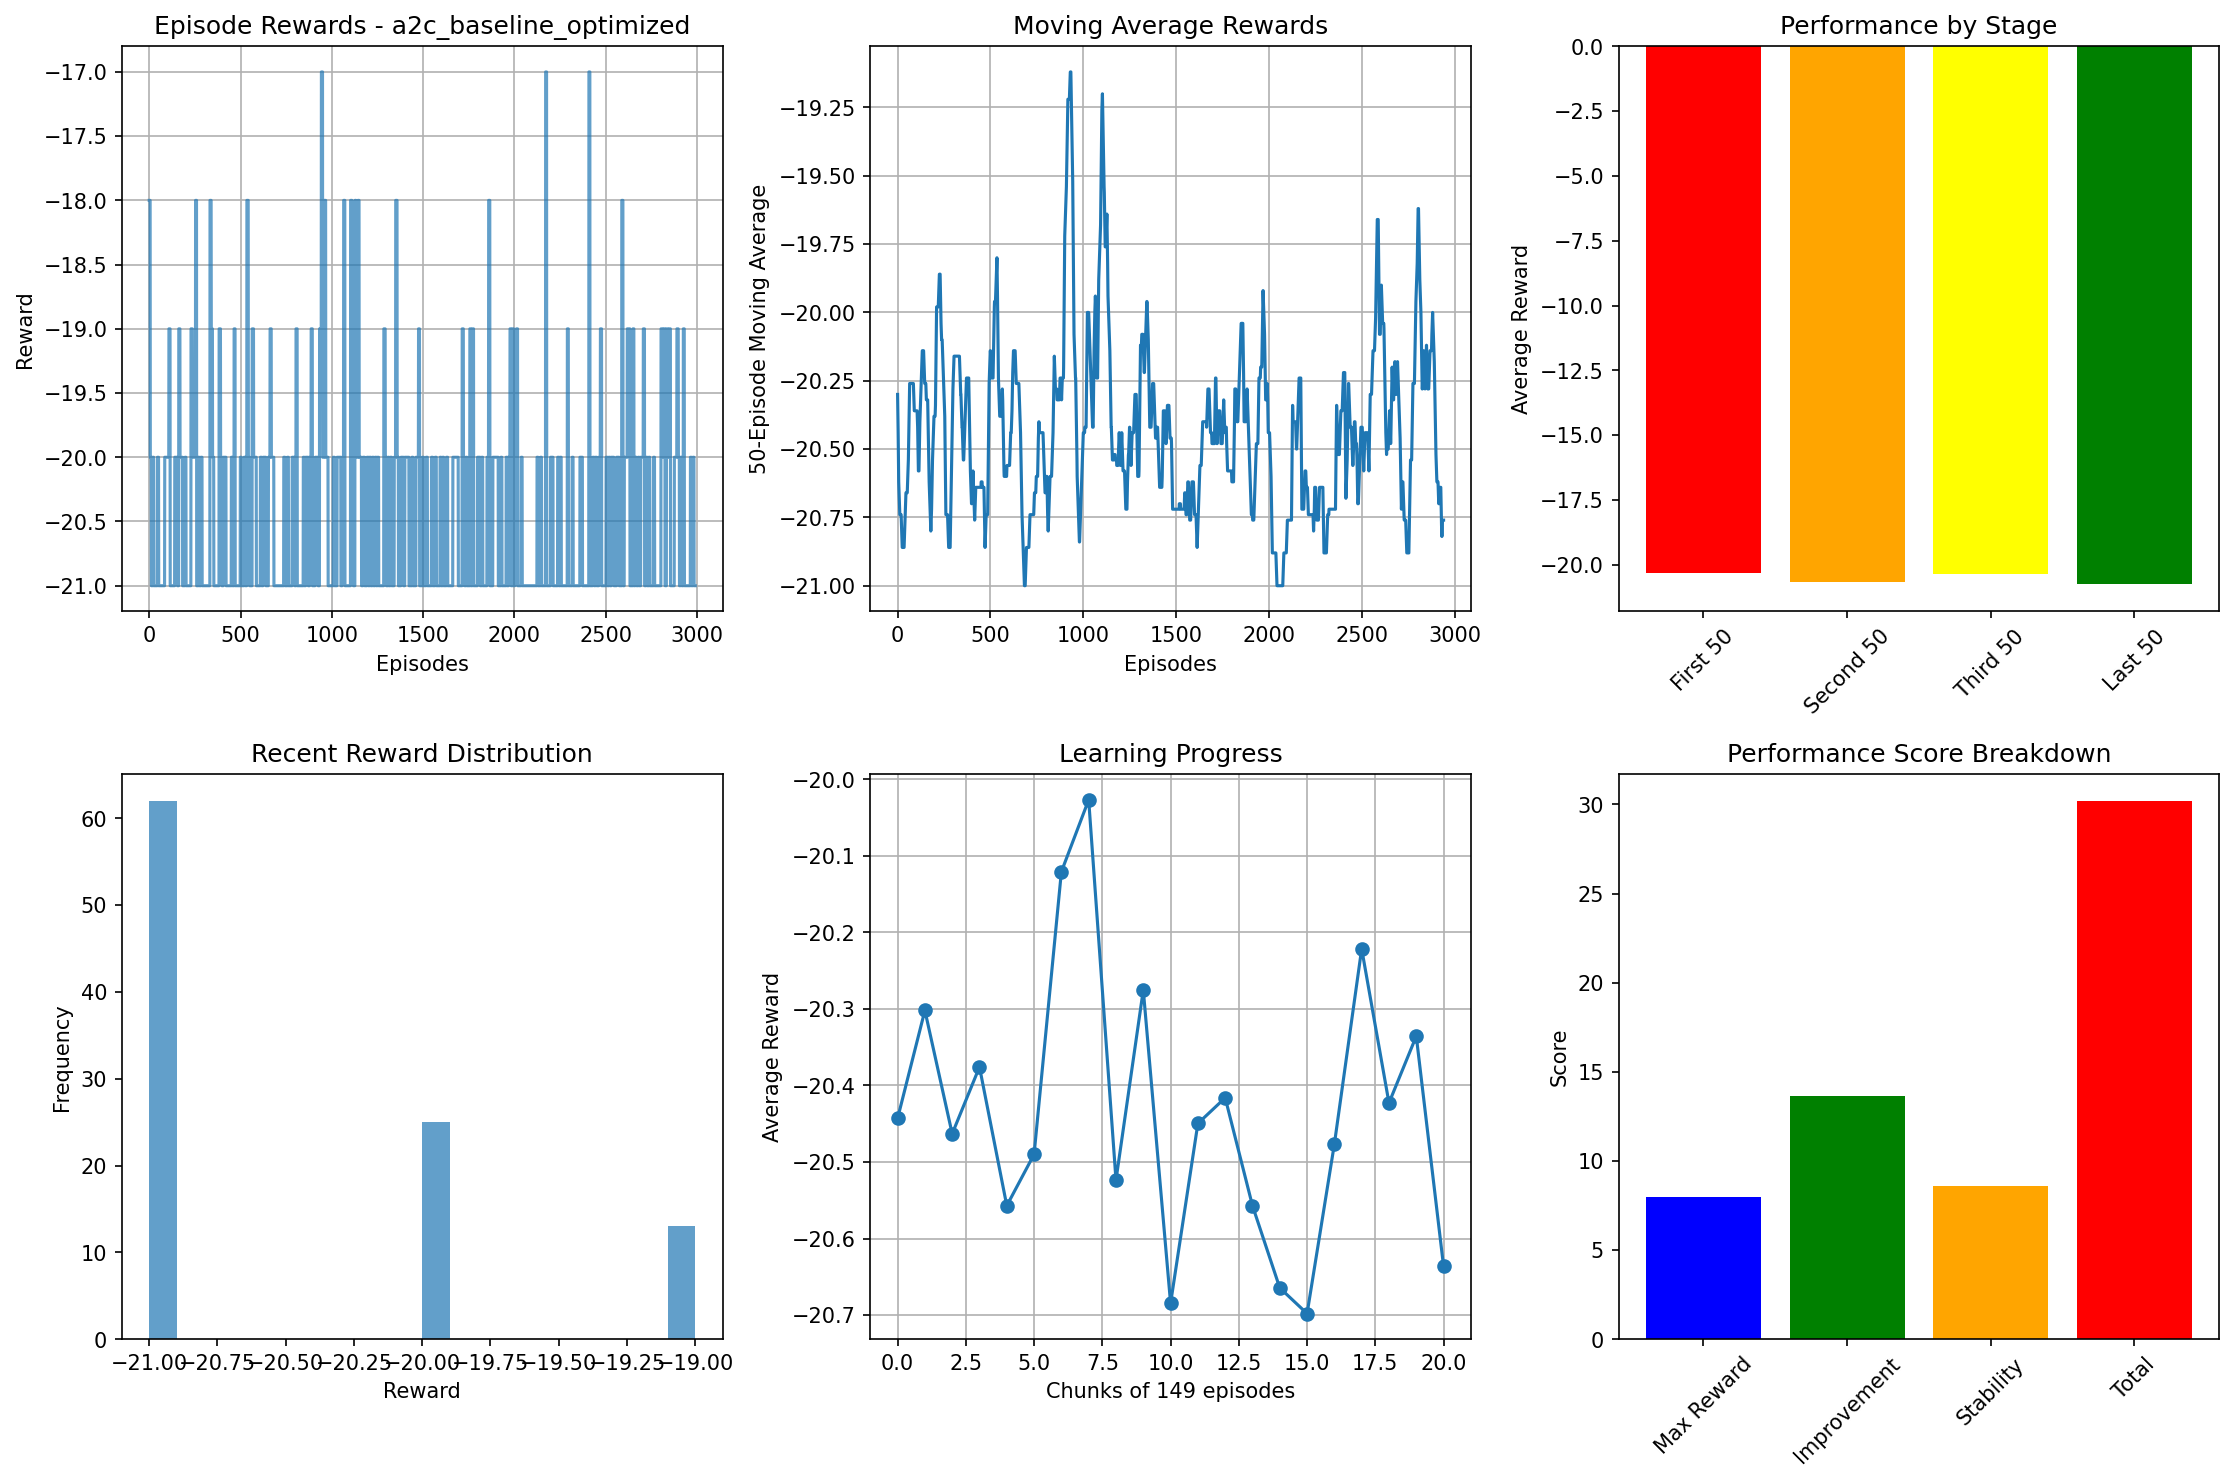 Episode Rewards - a2c_baseline_optimized
Reward
−17.0
−17.5
−18.0
−18.5
−19.0
−19.5
−20.0
−20.5
−21.0
0 500 1000 1500 2000 2500 3000
Episodes
Moving Average Rewards
50-Episode Moving Average
−19.25
−19.50
−19.75
−20.00
−20.25
−20.50
−20.75
−21.00
0 500 1000 1500 2000 2500 3000
Episodes
Performance by Stage
Average Reward
0.0
−2.5
−5.0
−7.5
−10.0
−12.5
−15.0
−17.5
−20.0
First 50 Second 50 Third 50 Last 50
Recent Reward Distribution
Frequency
60
50
40
30
20
10
0
−21.00 −20.75 −20.50 −20.25 −20.00 −19.75 −19.50 −19.25 −19.00
Reward
Learning Progress
Average Reward
−20.0
−20.1
−20.2
−20.3
−20.4
−20.5
−20.6
−20.7
0.0 2.5 5.0 7.5 10.0 12.5 15.0 17.5 20.0
Chunks of 149 episodes
Performance Score Breakdown
Score
30
25
20
15
10
5
0
Max Reward Improvement Stability Total